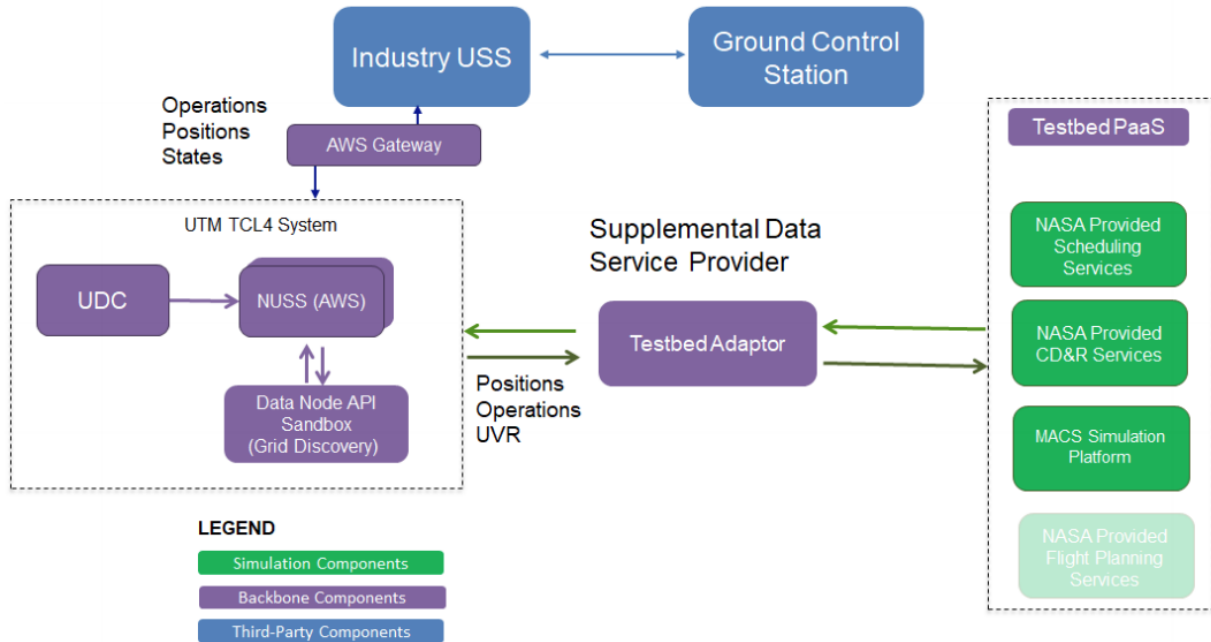 Industry USS
Ground Control
Station
Operations
Positions
States
AWS Gateway
Testbed PaaS
UTM TCL4 System
UDC
NUSS (AWS)
Data Node API
Sandbox
(Grid Discovery)
Supplemental Data
Service Provider
Testbed Adaptor
Positions
Operations
UVR
NASA Provided
Scheduling
Services
NASA Provided
CD&R Services
MACS Simulation
Platform
NASA Provided
Flight Planning
Services
LEGEND
Simulation Components
Backbone Components
Third-Party Components